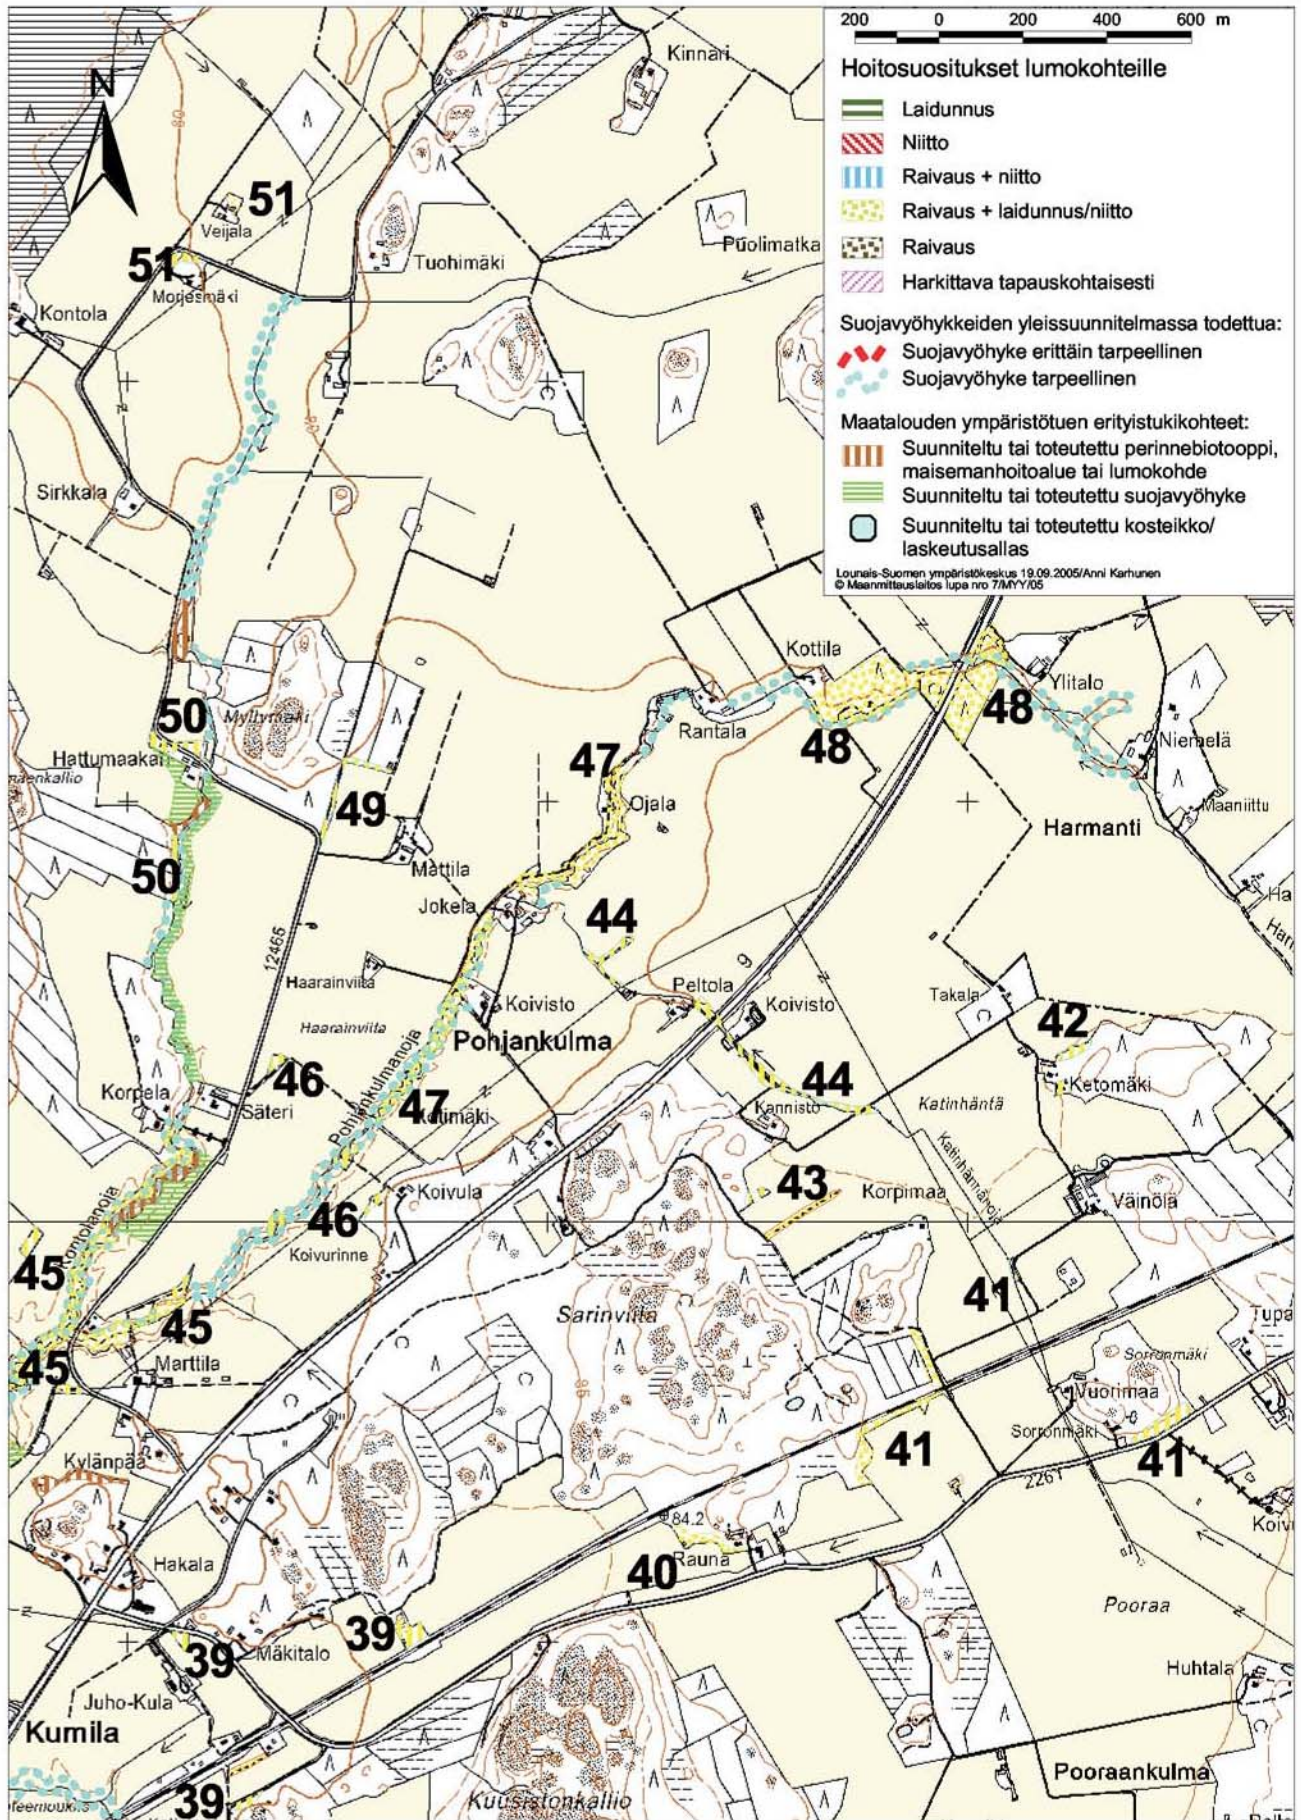 200 0 200 400 600 m
Hoitosuositukset lumokohteille
Laidunnus
Niitto
Raivaus + niitto
Raivaus + laidunnus/niitto
Raivaus
Harkittava tapauskohtaisesti
Suojavyöhykkeiden yleissuunnitelmassa todettua:
Suojavyöhyke erittäin tarpeellinen
Suojavyöhyke tarpeellinen
Maatalouden ympäristötuen erityistukikohteet:
Suunniteltu tai toteutettu perinnebiotooppi,
maisemanhoitoalue tai lumokohde
Suunniteltu tai toteutettu suojavyöhyke
Suunniteltu tai toteutettu kosteikko/
laskeutusallas
Lounais-Suomen ympäristökeskus 19.09.2005/Anni Karhunen
© Maanmittauslaitos lupa nro 7/MYY/05
Kinnari
N
51
Veijala
Puolimatka
51
Tuohimäki
Morjesmäki
Kontola
Sirkkala
Kottila
Ylitalo
50
Myllymäki
Rantala
48
48
Niemelä
Hattumaakari
47
Ojala
Maaniittu
49
Harmanti
Mattila
50
Jokela
44
12465
Haarainviita
Peltola
9
Koivisto
Koivisto
Takala
Haarainviita
Pohjankulma
42
Korpela
46
Säteri
Pohjankulmanoja
47
Kotimäki
44
Kannisto
Katinhäntä
Ketomäki
Katinhännänoja
43
Korpimaa
Koivula
Väinölä
46
Koivurinne
Kontolanoja
45
41
45
Sarinviita
Tupa
45
Marttila
Sorronmäki
Vuorimaa
Sorronmäki
41
41
Kylänpää
2261
84.2
Koiv
Hakala
40
Rauna
Pooraa
39
39
Mäkitalo
Huhtala
Juho-Kula
Kumila
Pooraankulma
39
Kuusistonkallio